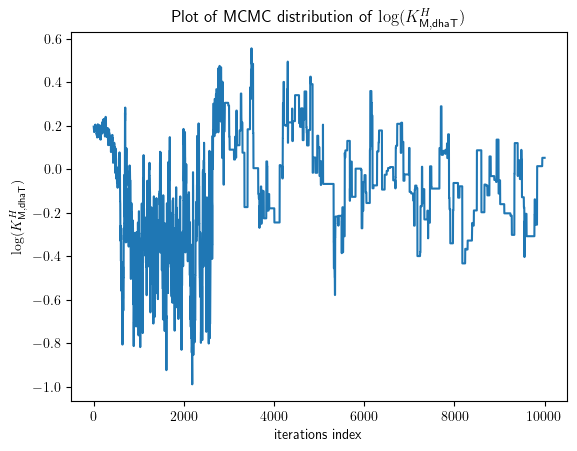 Plot of MCMC distribution of log(K^H_{M,dhaT})
log(K^H_{M,dhaT})
0.6
0.4
0.2
0.0
−0.2
−0.4
−0.6
−0.8
−1.0
0 2000 4000 6000 8000 10000
iterations index